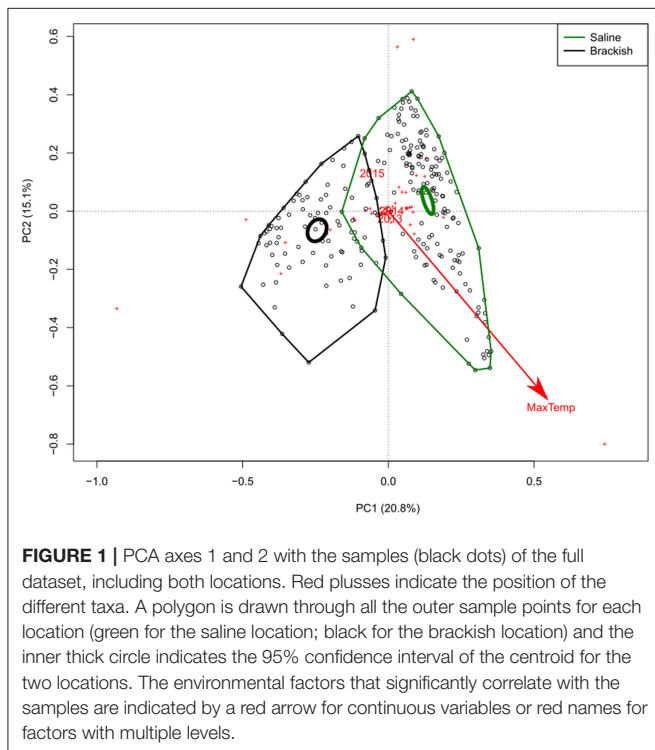 Saline
Brackish
0.6
0.4
0.2
0.0
−0.2
−0.4
−0.6
−0.8
PC2 (15.1%)
2015
2014
2013
MaxTemp
−1.0
−0.5
0.0
0.5
PC1 (20.8%)
FIGURE 1 | PCA axes 1 and 2 with the samples (black dots) of the full
dataset, including both locations. Red plusses indicate the position of the
different taxa. A polygon is drawn through all the outer sample points for each
location (green for the saline location; black for the brackish location) and the
inner thick circle indicates the 95% confidence interval of the centroid for the
two locations. The environmental factors that significantly correlate with the
samples are indicated by a red arrow for continuous variables or red names for
factors with multiple levels.